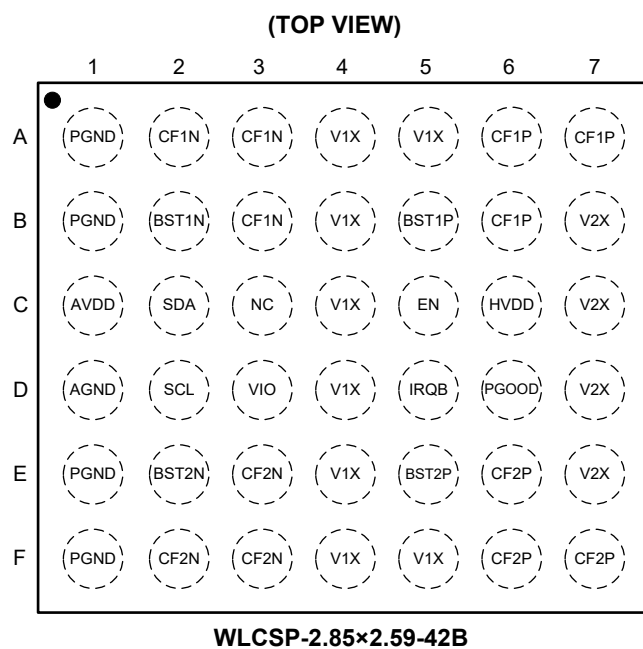 (TOP VIEW)
1 2 3 4 5 6 7
A PGND CF1N CF1N V1X V1X CF1P CF1P
B PGND BST1N CF1N V1X BST1P CF1P V2X
C AVDD SDA NC V1X EN HVDD V2X
D AGND SCL VIO V1X IRQB PGOOD V2X
E PGND BST2N CF2N V1X BST2P CF2P V2X
F PGND CF2N CF2N V1X V1X CF2P CF2P
WLCSP-2.85×2.59-42B